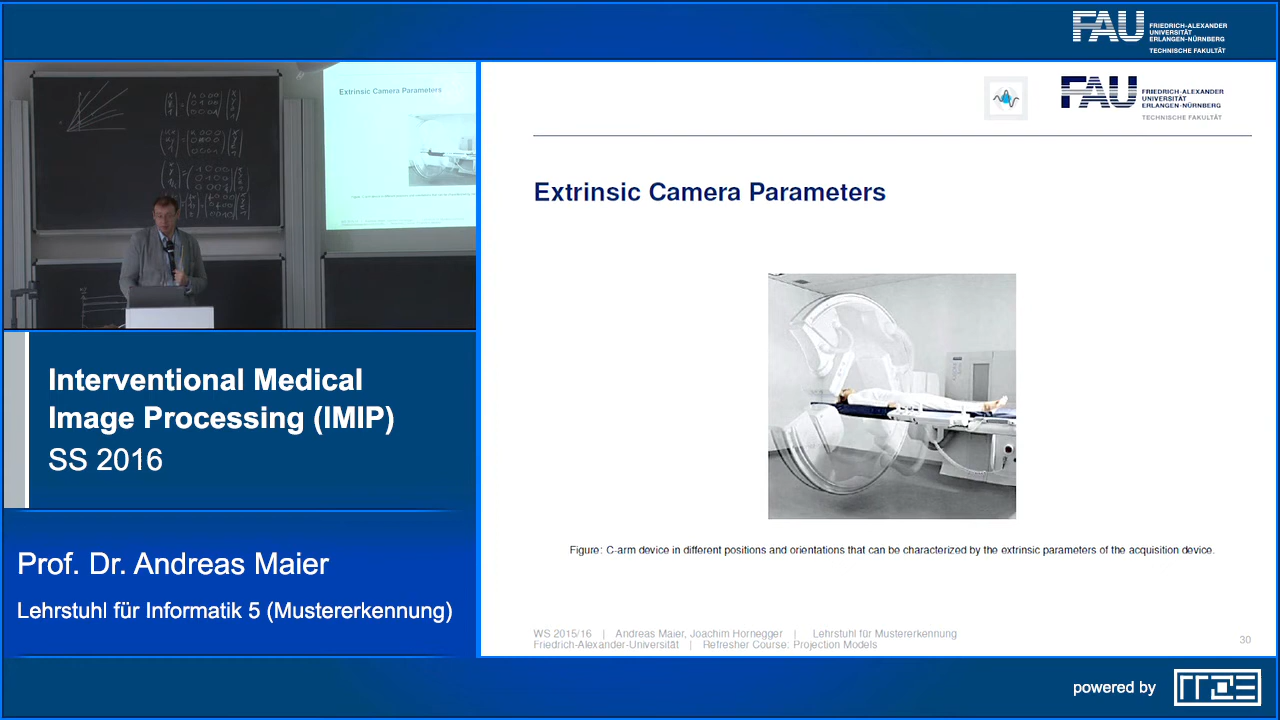 FAU FRIEDRICH-ALEXANDER
UNIVERSITÄT
ERLANGEN-NÜRNBERG
TECHNISCHE FAKULTÄT
Extrinsic Camera Parameters
Interventional Medical
Image Processing (IMIP)
SS 2016
Prof. Dr. Andreas Maier
Lehrstuhl für Informatik 5 (Mustererkennung)
FAU FRIEDRICH-ALEXANDER
UNIVERSITÄT
ERLANGEN-NÜRNBERG
TECHNISCHE FAKULTÄT
Extrinsic Camera Parameters
Figure: C-arm device in different positions and orientations that can be characterized by the extrinsic parameters of the acquisition device.
WS 2015/16 | Andreas Maier, Joachim Hornegger | Lehrstuhl für Mustererkennung
Friedrich-Alexander-Universität | Refresher Course: Projection Models
30
powered by